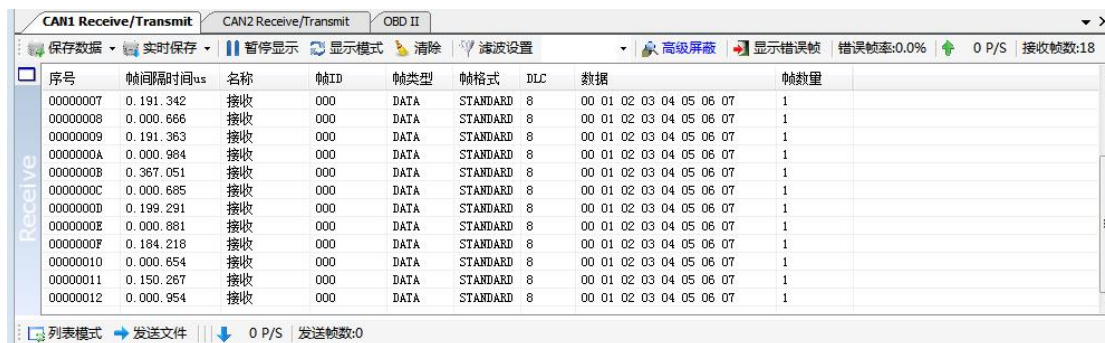 CAN1 Receive/Transmit CAN2 Receive/Transmit OBD II
保存数据 实时保存 暂停显示 显示模式 清除 滤波设置 高级屏蔽 显示错误帧 错误帧率:0.0% 0 P/S 接收帧数:18
序号 帧间隔时间us 名称 帧ID 帧类型 帧格式 DLC 数据 帧数量
00000007 0.191.342 接收 000 DATA STANDARD 8 00 01 02 03 04 05 06 07 1
00000008 0.000.666 接收 000 DATA STANDARD 8 00 01 02 03 04 05 06 07 1
00000009 0.191.363 接收 000 DATA STANDARD 8 00 01 02 03 04 05 06 07 1
0000000A 0.000.984 接收 000 DATA STANDARD 8 00 01 02 03 04 05 06 07 1
0000000B 0.367.051 接收 000 DATA STANDARD 8 00 01 02 03 04 05 06 07 1
0000000C 0.000.685 接收 000 DATA STANDARD 8 00 01 02 03 04 05 06 07 1
0000000D 0.199.291 接收 000 DATA STANDARD 8 00 01 02 03 04 05 06 07 1
0000000E 0.000.881 接收 000 DATA STANDARD 8 00 01 02 03 04 05 06 07 1
0000000F 0.184.218 接收 000 DATA STANDARD 8 00 01 02 03 04 05 06 07 1
00000010 0.000.654 接收 000 DATA STANDARD 8 00 01 02 03 04 05 06 07 1
00000011 0.150.267 接收 000 DATA STANDARD 8 00 01 02 03 04 05 06 07 1
00000012 0.000.954 接收 000 DATA STANDARD 8 00 01 02 03 04 05 06 07 1
Receive
列表模式 发送文件 0 P/S 发送帧数:0